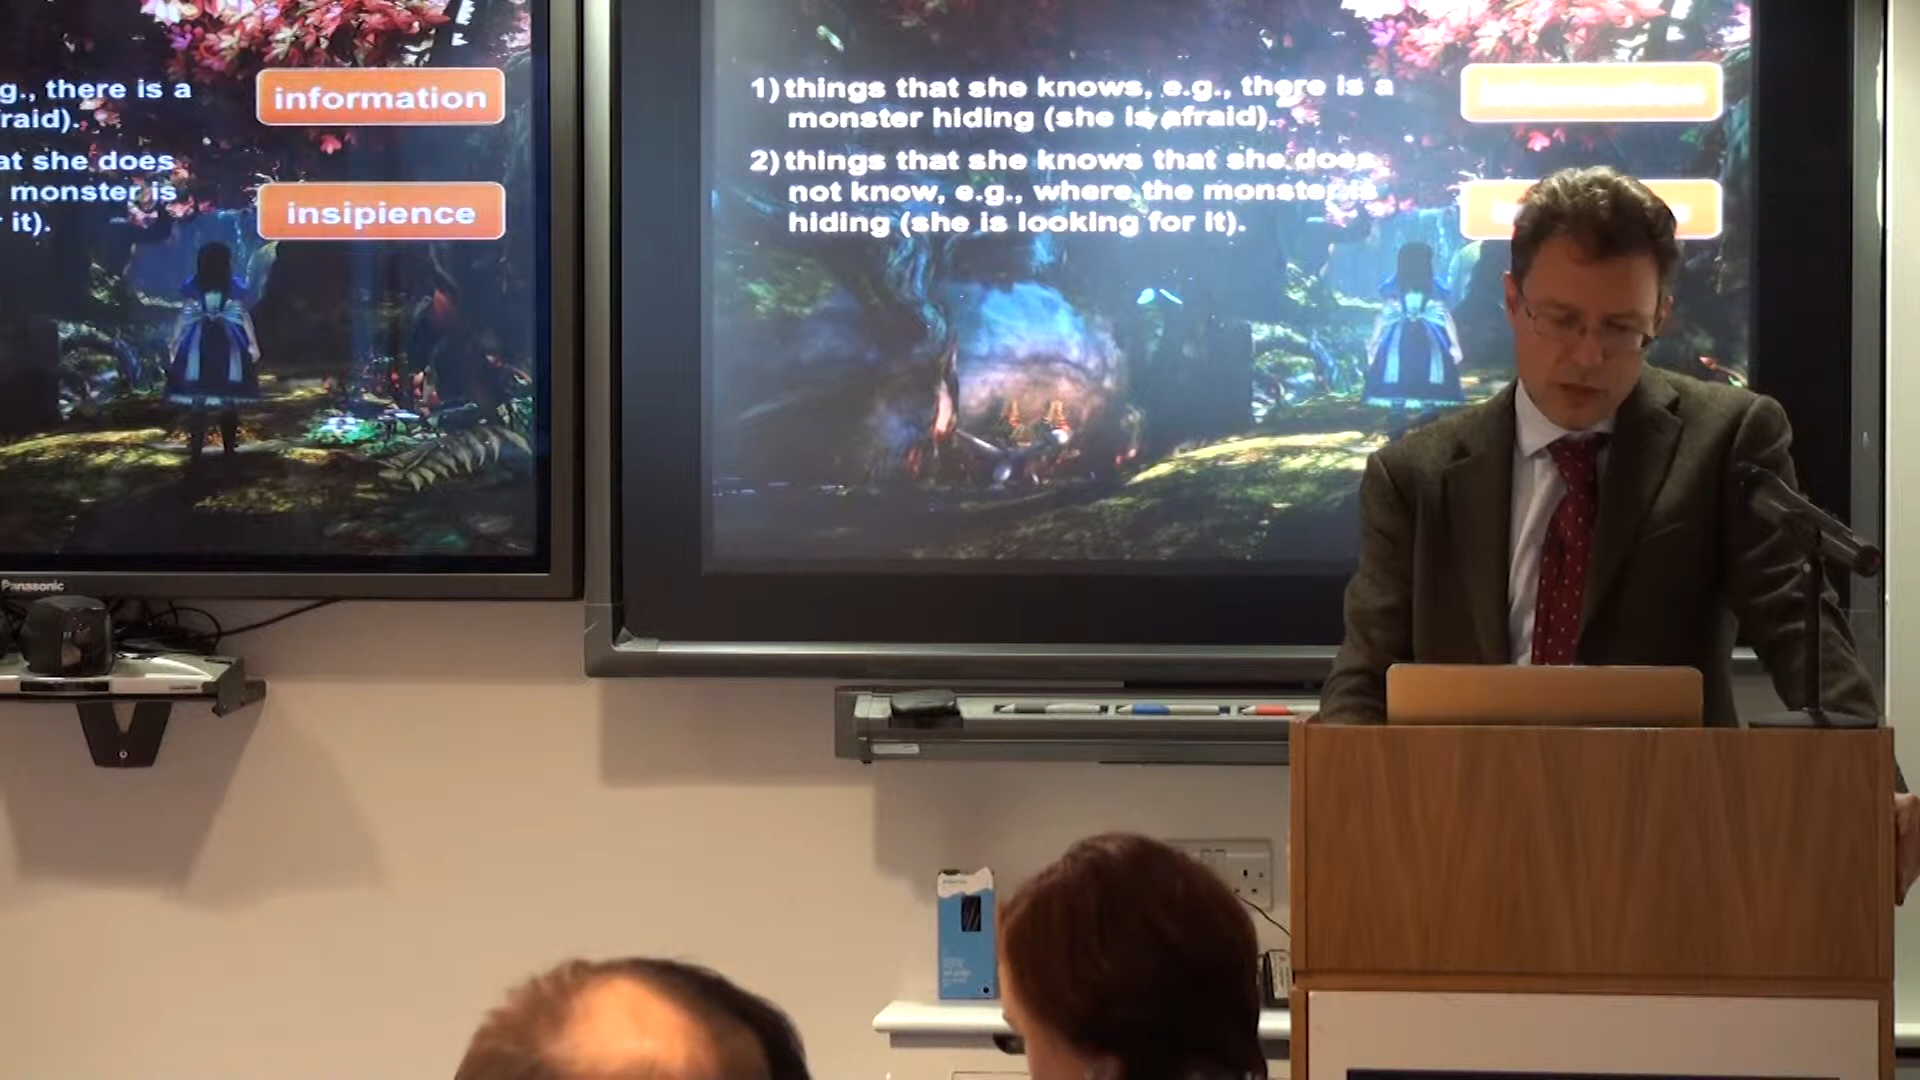 g., there is a
raid).
at she does
monster is
it).
information
insipience
Panasonic
1) things that she knows, e.g., there is a
monster hiding (she is afraid).
2) things that she knows that she does
not know, e.g., where the monster is
hiding (she is looking for it).